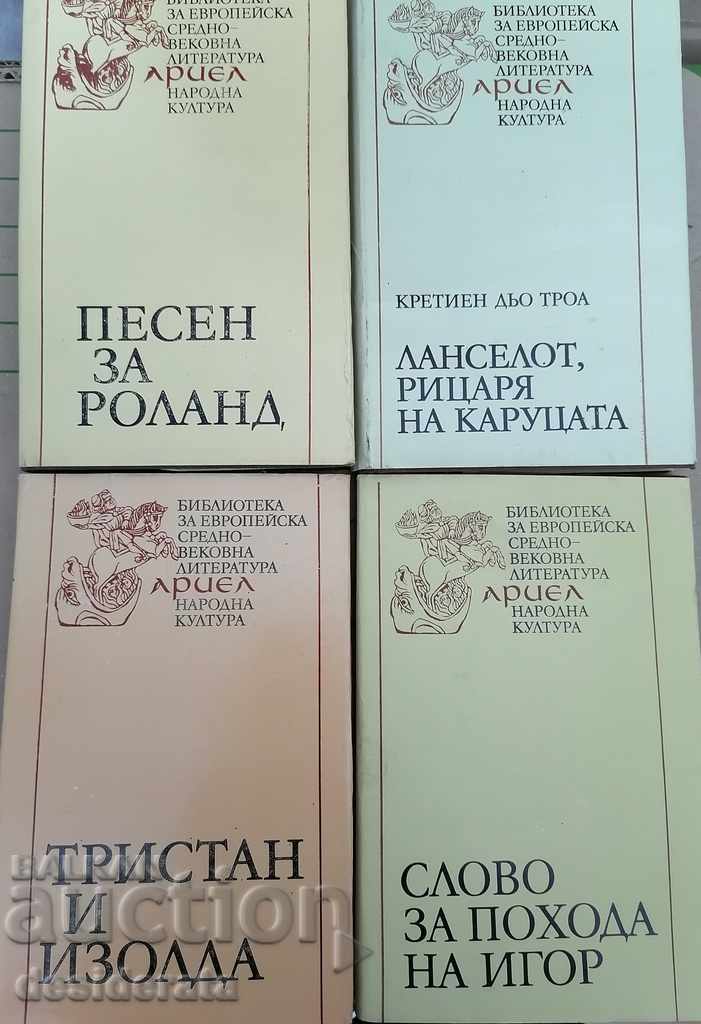 БИБЛИОТЕКА
ЗА ЕВРОПЕЙСКА
СРЕДНО-
ВЕКОВНА
ЛИТЕРАТУРА
АРИЕЛ
НАРОДНА
КУЛТУРА
ПЕСЕН
ЗА
РОЛАНД
БИБЛИОТЕКА
ЗА ЕВРОПЕЙСКА
СРЕДНО-
ВЕКОВНА
ЛИТЕРАТУРА
АРИЕЛ
НАРОДНА
КУЛТУРА
КРЕТИЕН ДЬО ТРОА
ЛАНСЕЛОТ,
РИЦАРЯ
НА КАРУЦАТА
БИБЛИОТЕКА
ЗА ЕВРОПЕЙСКА
СРЕДНО-
ВЕКОВНА
ЛИТЕРАТУРА
АРИЕЛ
НАРОДНА
КУЛТУРА
ТРИСТАН
И
ИЗОЛДА
БИБЛИОТЕКА
ЗА ЕВРОПЕЙСКА
СРЕДНО-
ВЕКОВНА
ЛИТЕРАТУРА
АРИЕЛ
НАРОДНА
КУЛТУРА
СЛОВО
ЗА ПОХОДА
НА ИГОР
BALKAN
auction
desiderata